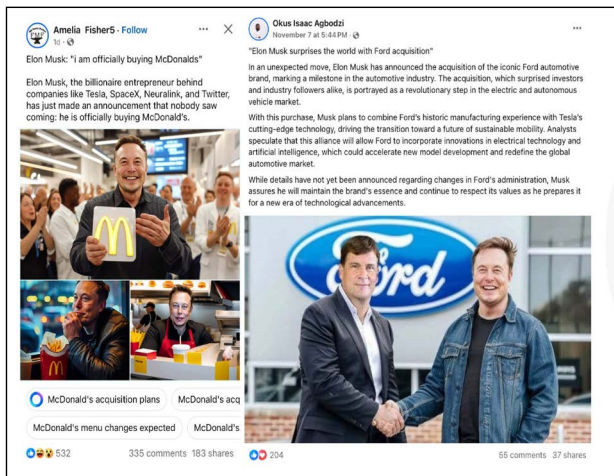 Amelia Fisher5 · Follow
1d ·
Elon Musk: "i am officially buying McDonalds"
Elon Musk, the billionaire entrepreneur behind
companies like Tesla, SpaceX, Neuralink, and Twitter,
has just made an announcement that nobody saw
coming: he is officially buying McDonald's.
McDonald's acquisition plans
McDonald's acq
McDonald's menu changes expected
McDonald's
532
335 comments 183 shares
Okus Isaac Agbodzi
November 7 at 5:44 PM ·
"Elon Musk surprises the world with Ford acquisition"
In an unexpected move, Elon Musk has announced the acquisition of the iconic Ford automotive
brand, marking a milestone in the automotive industry. The acquisition, which surprised investors
and industry followers alike, is portrayed as a revolutionary step in the electric and autonomous
vehicle market.
With this purchase, Musk plans to combine Ford's historic manufacturing experience with Tesla's
cutting-edge technology, driving the transition toward a future of sustainable mobility. Analysts
speculate that this alliance will allow Ford to incorporate innovations in electrical technology and
artificial intelligence, which could accelerate new model development and redefine the global
automotive market.
While details have not yet been announced regarding changes in Ford's administration, Musk
assures he will maintain the brand's essence and continue to respect its values as he prepares it
for a new era of technological advancements.
Ford
204
55 comments 37 shares